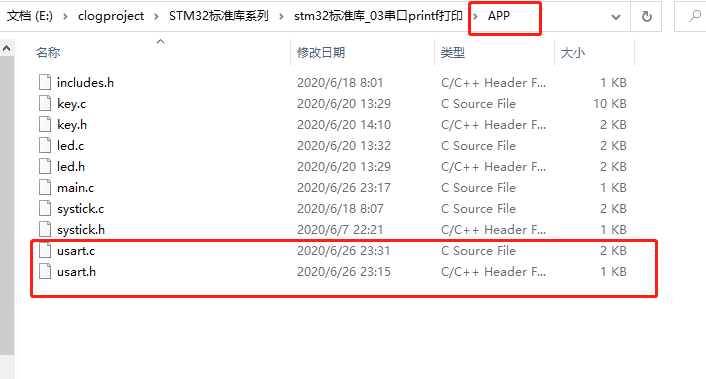 文档 (E:) > clogproject > STM32标准库系列 > stm32标准库_03串口printf打印 > APP
名称 修改日期 类型 大小
includes.h 2020/6/18 8:01 C/C++ Header F... 1 KB
key.c 2020/6/20 13:29 C Source File 10 KB
key.h 2020/6/20 14:10 C/C++ Header F... 2 KB
led.c 2020/6/20 13:32 C Source File 2 KB
led.h 2020/6/20 13:29 C/C++ Header F... 2 KB
main.c 2020/6/26 23:17 C Source File 1 KB
systick.c 2020/6/18 8:07 C Source File 2 KB
systick.h 2020/6/7 22:21 C/C++ Header F... 1 KB
usart.c 2020/6/26 23:31 C Source File 2 KB
usart.h 2020/6/26 23:15 C/C++ Header F... 1 KB